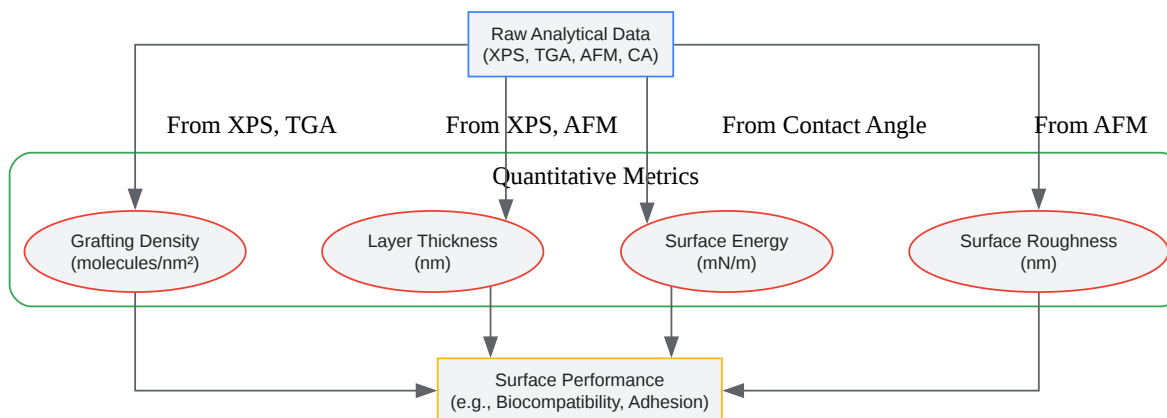 Raw Analytical Data
(XPS, TGA, AFM, CA)
From XPS, TGA
From XPS, AFM
From Contact Angle
From AFM
Quantitative Metrics
Grafting Density
(molecules/nm²)
Layer Thickness
(nm)
Surface Energy
(mN/m)
Surface Roughness
(nm)
Surface Performance
(e.g., Biocompatibility, Adhesion)